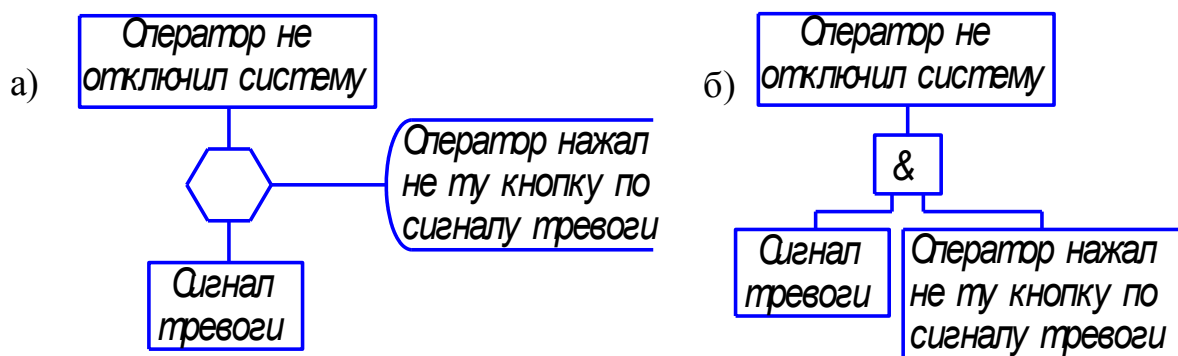 а)
Оператор не
отключил систему
Оператор нажал
не ту кнопку по
сигналу тревоги
Сигнал
тревоги
б)
Оператор не
отключил систему
&
Сигнал
тревоги
Оператор нажал
не ту кнопку по
сигналу тревоги